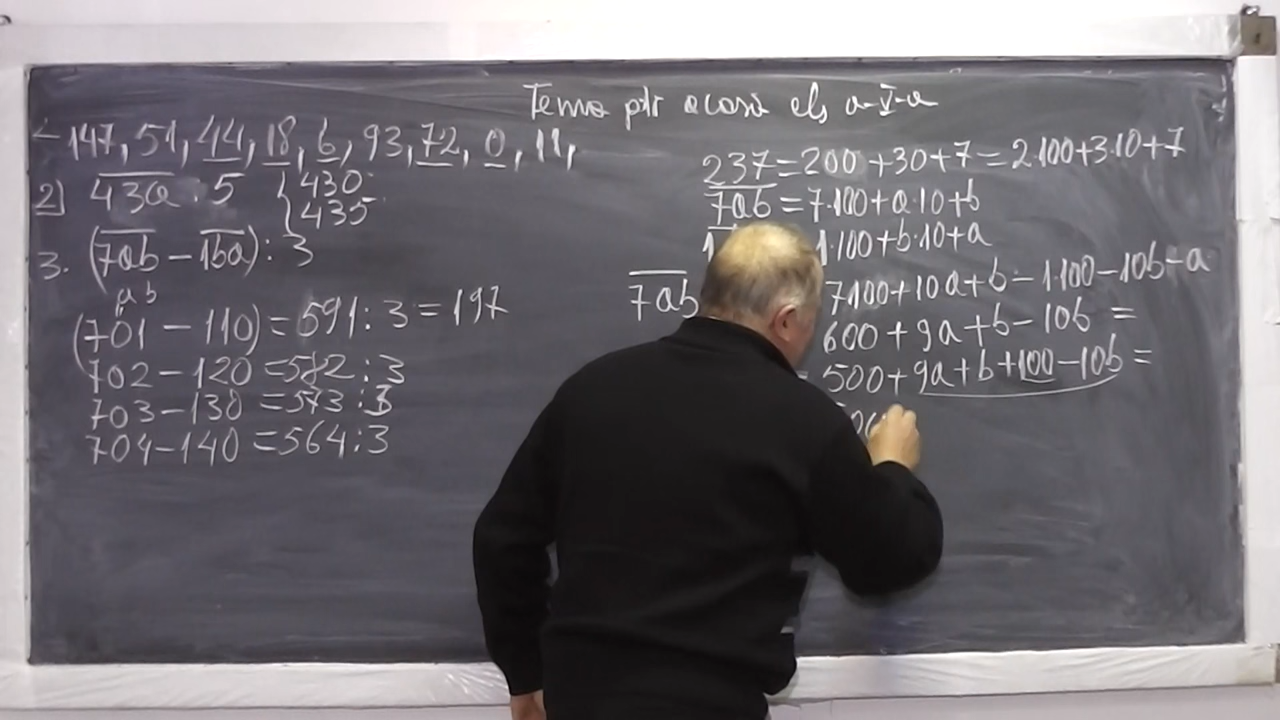 Tema ptr acasă cls a-V-a
147, 51, 44, 18, 6, 93, 72, 0, 11,
2) 43a : 5 { 430 435
3. (7ab - 1ba) : 3
a b
(701 - 110) = 591 : 3 = 197
702 - 120 = 582 : 3
703 - 130 = 573 : 3
704 - 140 = 564 : 3
237 = 200 + 30 + 7 = 2·100+3·10+7
7ab = 7·100+a·10+b
1·100+b·10+a
7ab 7·100+10a+b-1·100-10b-a
600 + 9a+b-10b =
= 500+9a+b+100-10b =